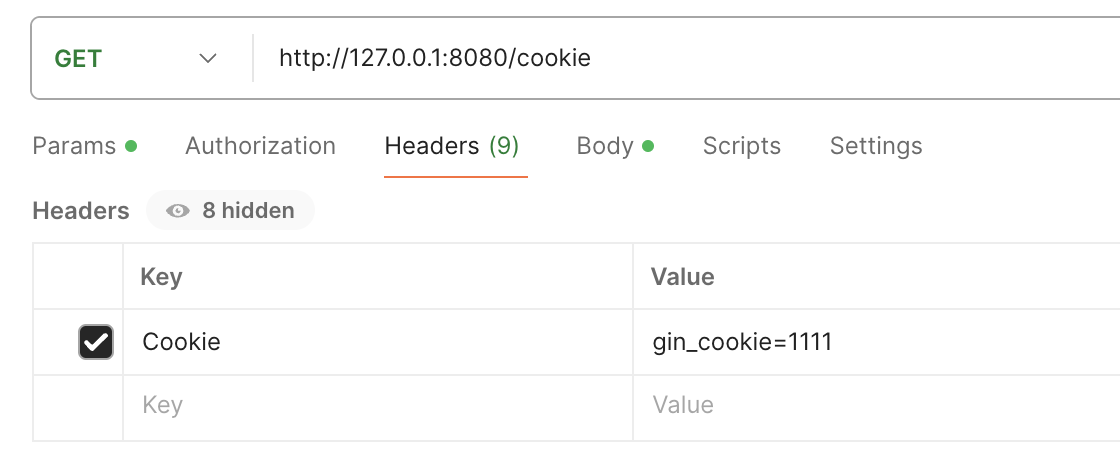 GET http://127.0.0.1:8080/cookie
Params Authorization Headers (9) Body Scripts Settings
Headers 8 hidden
Key Value
Cookie gin_cookie=1111
Key Value